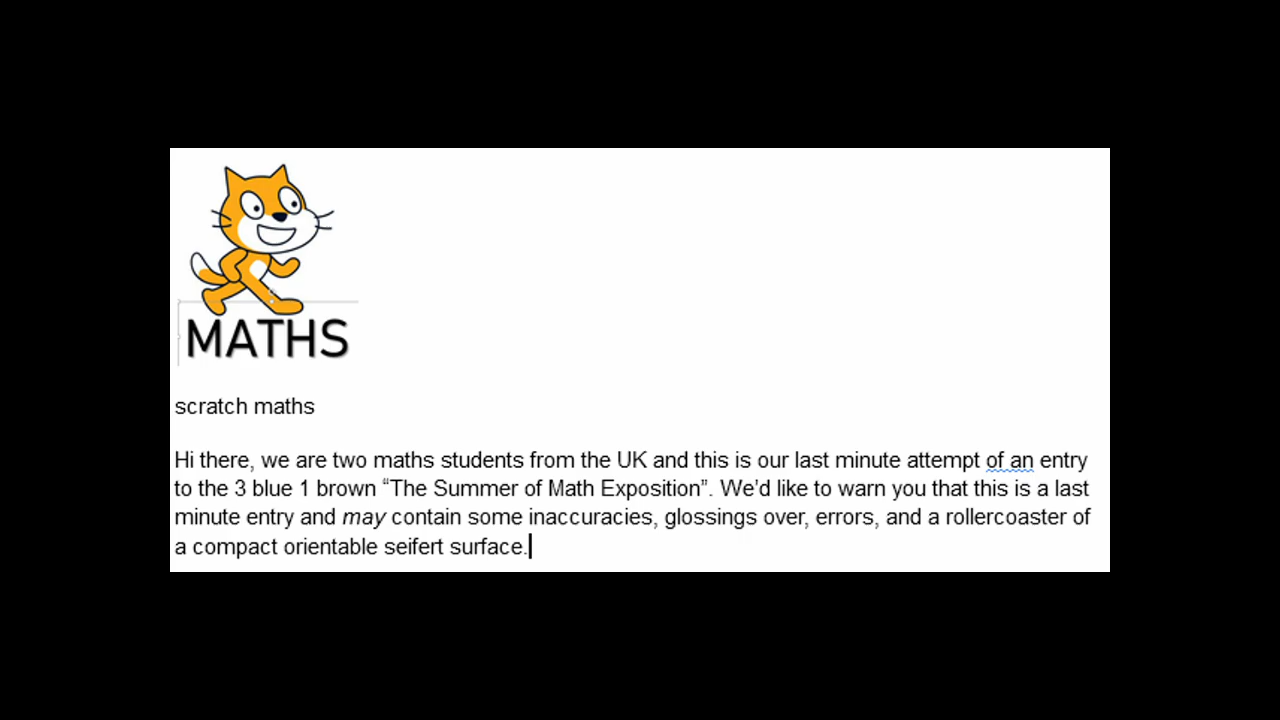 MATHS
scratch maths
Hi there, we are two maths students from the UK and this is our last minute attempt of an entry
to the 3 blue 1 brown “The Summer of Math Exposition”. We’d like to warn you that this is a last
minute entry and may contain some inaccuracies, glossings over, errors, and a rollercoaster of
a compact orientable seifert surface.